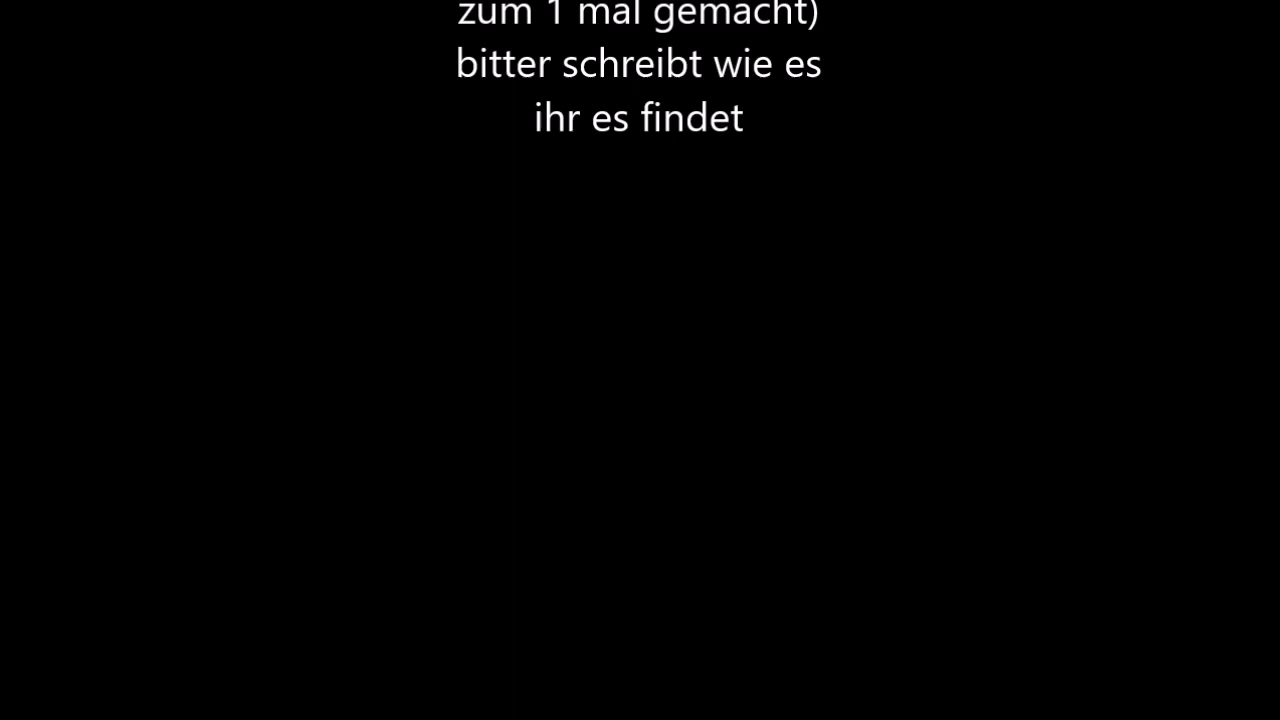 zum 1 mal gemacht)
bitter schreibt wie es
ihr es findet